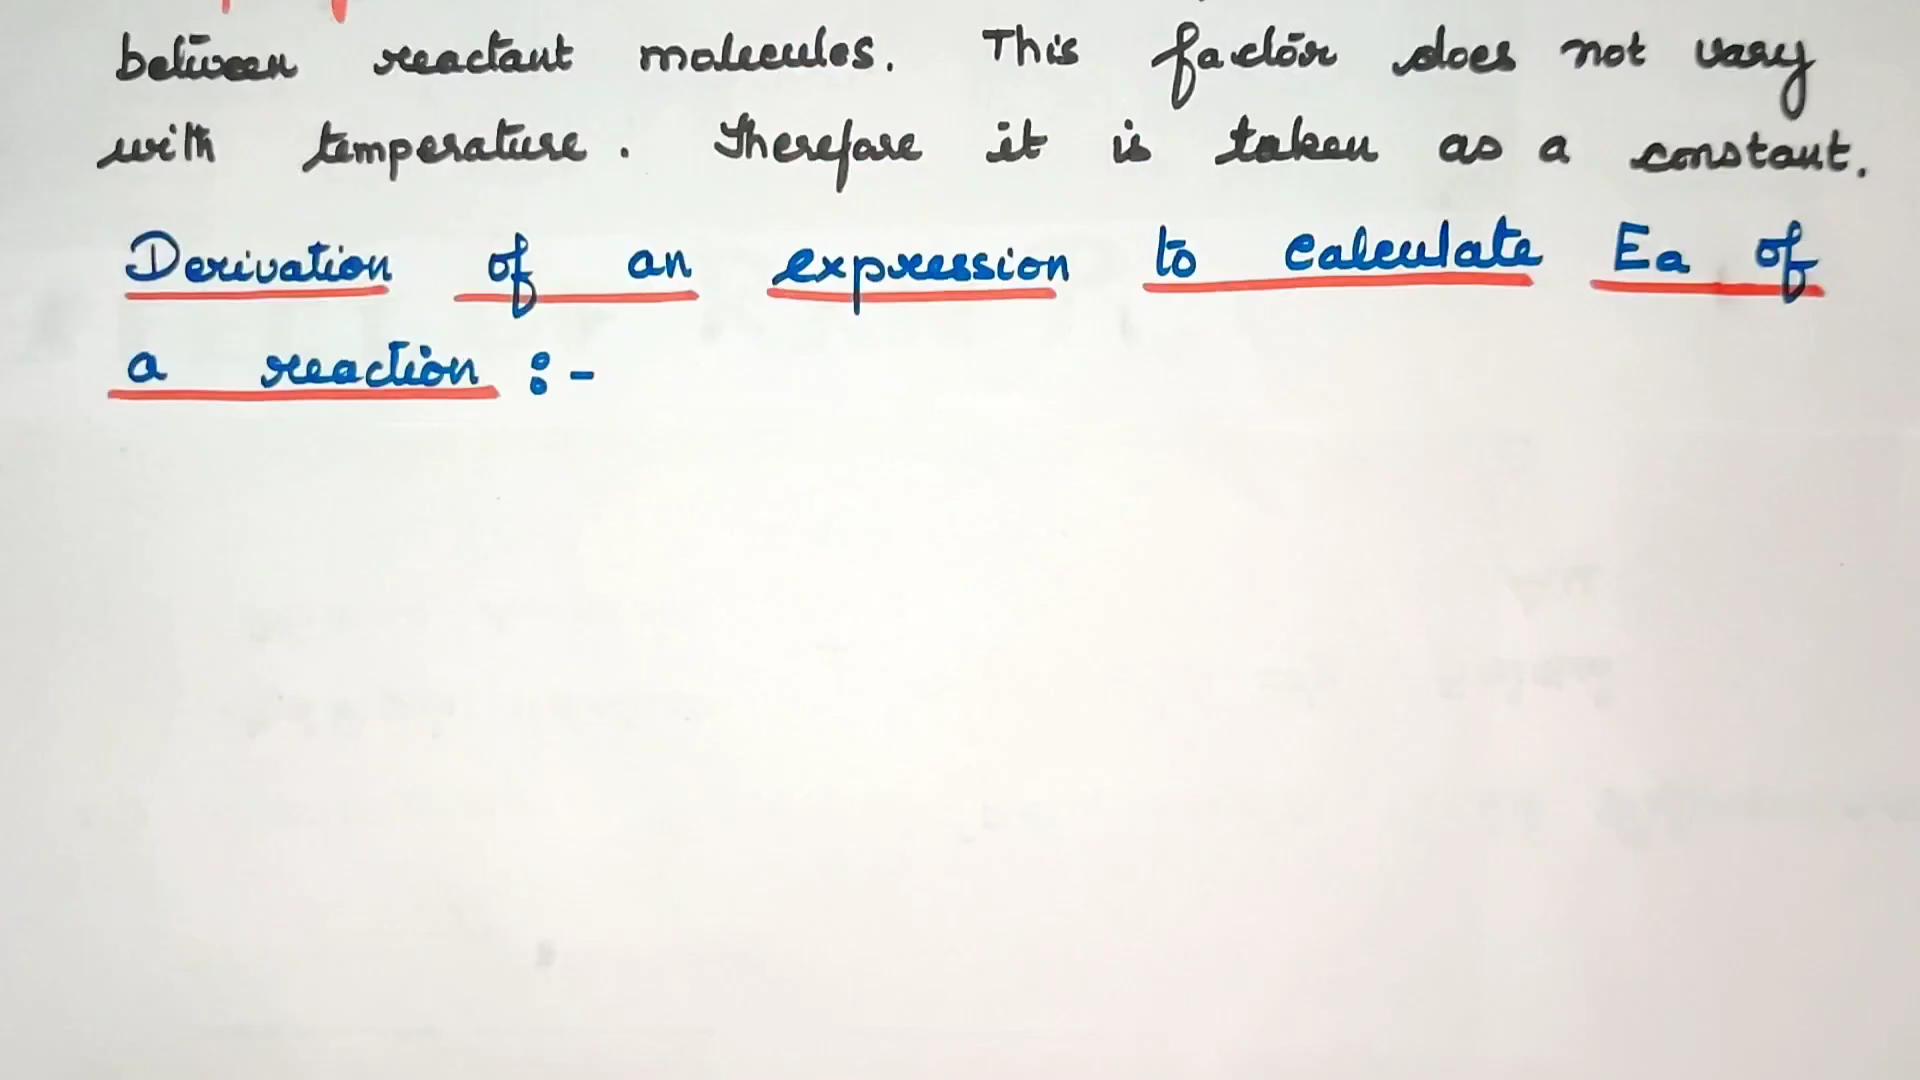 between reactant molecules. This factor does not vary
with temperature. Therefore it is taken as a constant.
Derivation of an expression to calculate Ea of
a reaction :-